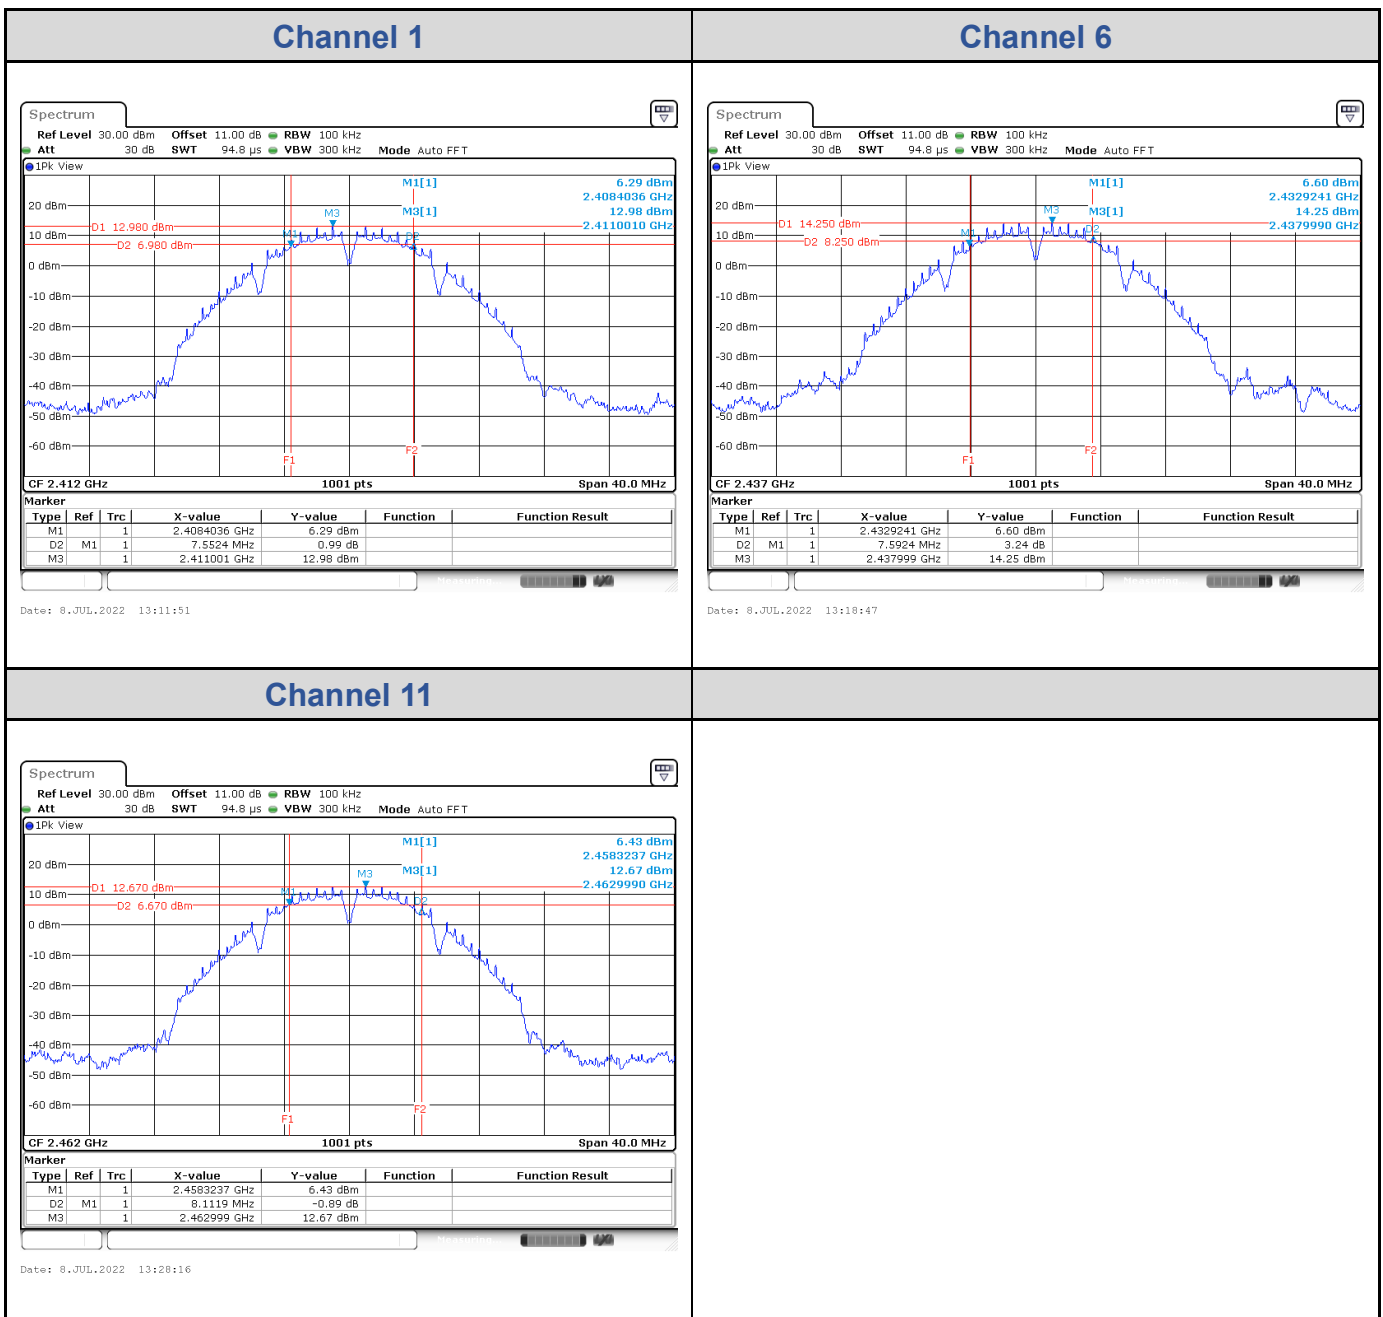 Channel 1
Channel 6
Spectrum
Ref Level 30.00 dBm Offset 11.00 dB RBW 100 kHz
Att 30 dB SWT 94.8 µs VBW 300 kHz Mode Auto FFT
1Pk View
M1[1] 6.29 dBm
2.4084036 GHz
M3[1] 12.98 dBm
2.4110010 GHz
20 dBm
D1 12.980 dBm
10 dBm
D2 6.980 dBm
0 dBm
-10 dBm
-20 dBm
-30 dBm
-40 dBm
-50 dBm
-60 dBm
M1
M3
D2
F1
F2
CF 2.412 GHz 1001 pts Span 40.0 MHz
Marker
Type Ref Trc X-value Y-value Function Function Result
M1 1 2.4084036 GHz 6.29 dBm
D2 M1 1 7.5524 MHz 0.99 dB
M3 1 2.411001 GHz 12.98 dBm
Measuring...
Date: 8.JUL.2022 13:11:51
Spectrum
Ref Level 30.00 dBm Offset 11.00 dB RBW 100 kHz
Att 30 dB SWT 94.8 µs VBW 300 kHz Mode Auto FFT
1Pk View
M1[1] 6.60 dBm
2.4329241 GHz
M3[1] 14.25 dBm
2.4379990 GHz
20 dBm
D1 14.250 dBm
10 dBm
D2 8.250 dBm
0 dBm
-10 dBm
-20 dBm
-30 dBm
-40 dBm
-50 dBm
-60 dBm
M1
M3
D2
F1
F2
CF 2.437 GHz 1001 pts Span 40.0 MHz
Marker
Type Ref Trc X-value Y-value Function Function Result
M1 1 2.4329241 GHz 6.60 dBm
D2 M1 1 7.5924 MHz 3.24 dB
M3 1 2.437999 GHz 14.25 dBm
Measuring...
Date: 8.JUL.2022 13:18:47
Channel 11
Spectrum
Ref Level 30.00 dBm Offset 11.00 dB RBW 100 kHz
Att 30 dB SWT 94.8 µs VBW 300 kHz Mode Auto FFT
1Pk View
M1[1] 6.43 dBm
2.4583237 GHz
M3[1] 12.67 dBm
2.4629990 GHz
20 dBm
D1 12.670 dBm
10 dBm
D2 6.670 dBm
0 dBm
-10 dBm
-20 dBm
-30 dBm
-40 dBm
-50 dBm
-60 dBm
M1
M3
D2
F1
F2
CF 2.462 GHz 1001 pts Span 40.0 MHz
Marker
Type Ref Trc X-value Y-value Function Function Result
M1 1 2.4583237 GHz 6.43 dBm
D2 M1 1 8.1119 MHz -0.89 dB
M3 1 2.462999 GHz 12.67 dBm
Measuring...
Date: 8.JUL.2022 13:28:16